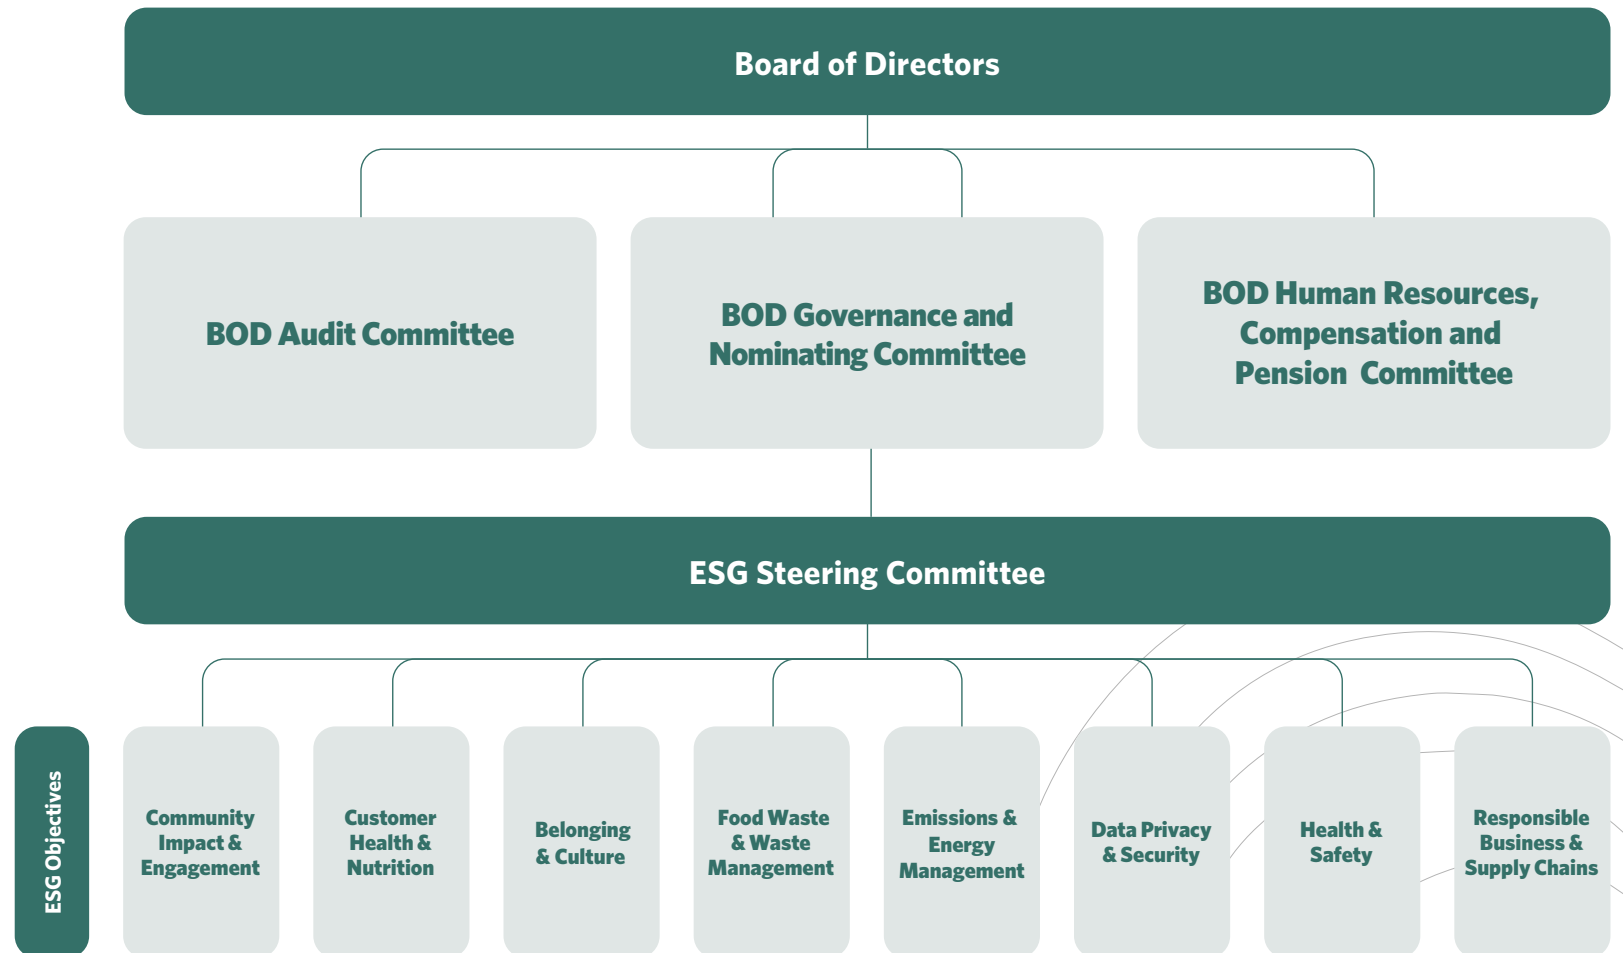 Board of Directors
BOD Audit Committee
BOD Governance and
Nominating Committee
BOD Human Resources,
Compensation and
Pension Committee
ESG Steering Committee
ESG Objectives
Community
Impact &
Engagement
Customer
Health &
Nutrition
Belonging
& Culture
Food Waste
& Waste
Management
Emissions &
Energy
Management
Data Privacy
& Security
Health &
Safety
Responsible
Business &
Supply Chains